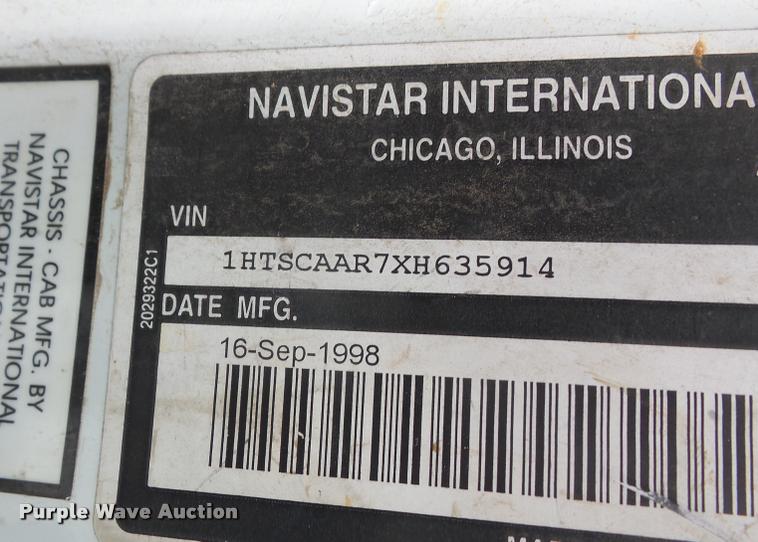 CHASSIS - CAB MFG. BY
NAVISTAR INTERNATIONAL
NAVISTAR INTERNATIONA
CHICAGO, ILLINOIS
VIN
1HTSCAAR7XH635914
2029322C1
DATE MFG.
16-Sep-1998
Purple Wave Auction